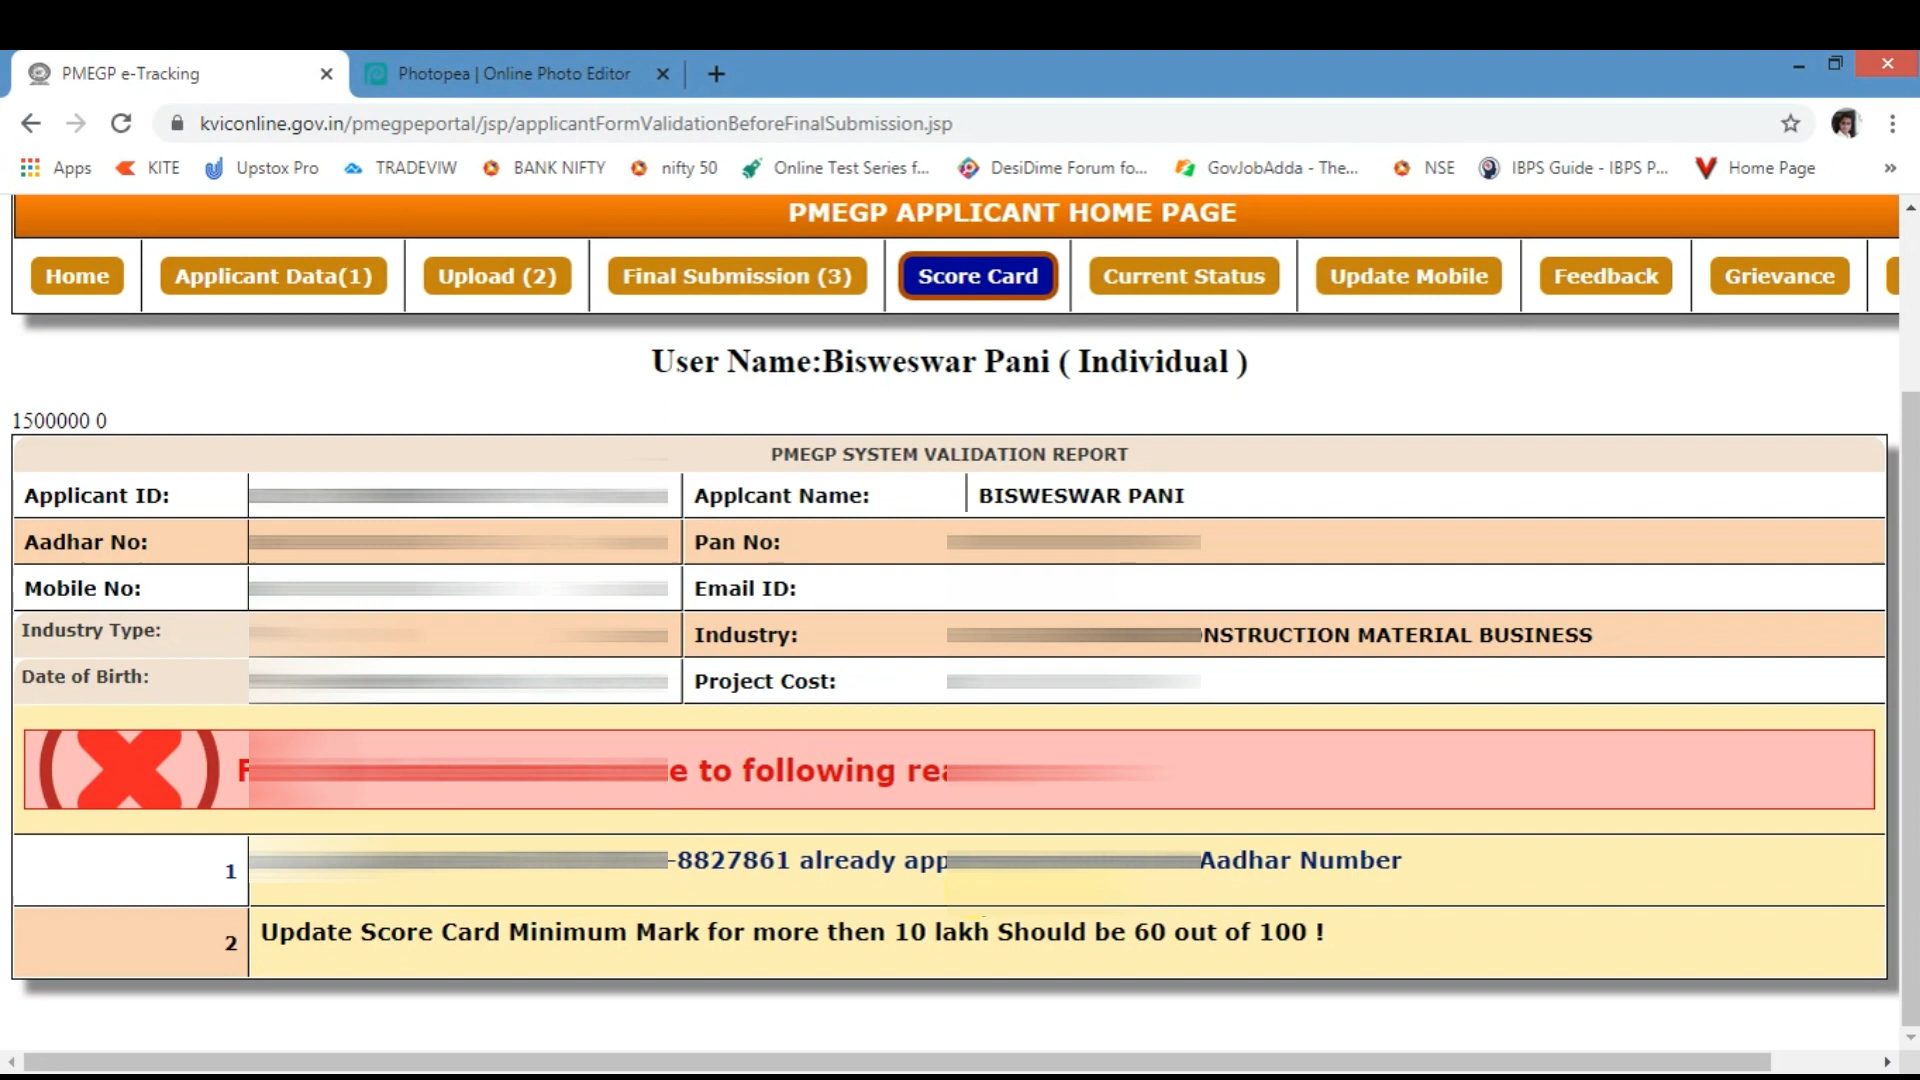 PMEGP e-Tracking
Photopea | Online Photo Editor
kviconline.gov.in/pmegpeportal/jsp/applicantFormValidationBeforeFinalSubmission.jsp
Apps KITE Upstox Pro TRADEVIW BANK NIFTY nifty 50 Online Test Series f... DesiDime Forum fo... GovJobAdda - The... NSE IBPS Guide - IBPS P... Home Page »
PMEGP APPLICANT HOME PAGE
Home Applicant Data(1) Upload (2) Final Submission (3) Score Card Current Status Update Mobile Feedback Grievance
User Name:Bisweswar Pani ( Individual )
1500000 0
PMEGP SYSTEM VALIDATION REPORT
Applicant ID: Applcant Name: BISWESWAR PANI
Aadhar No: Pan No:
Mobile No: Email ID:
Industry Type: Industry: NSTRUCTION MATERIAL BUSINESS
Date of Birth: Project Cost:
to following
1 -8827861 already Aadhar Number
2 Update Score Card Minimum Mark for more then 10 lakh Should be 60 out of 100 !